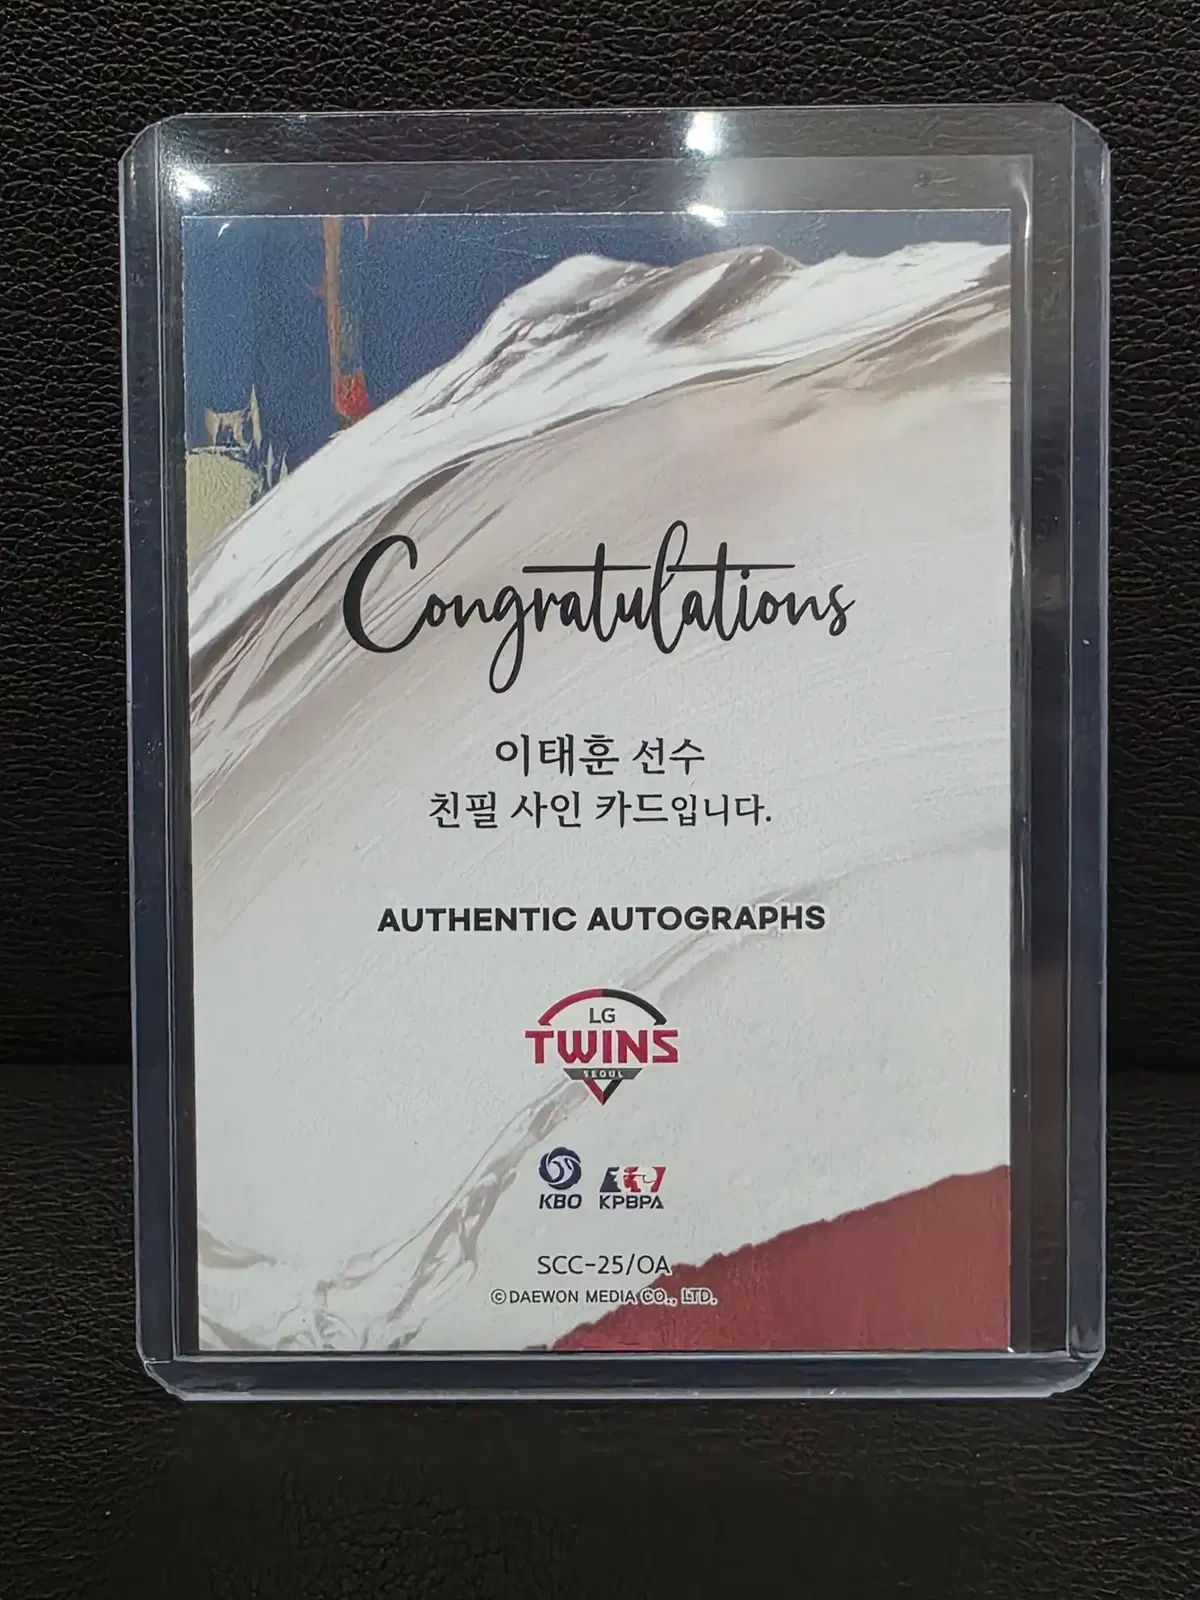 Congratulations
이태훈 선수
친필 사인 카드입니다.
AUTHENTIC AUTOGRAPHS
LG
TWINS
SEOUL
KBO KPBPA
SCC-25/OA
©DAEWON MEDIA CO., LTD.